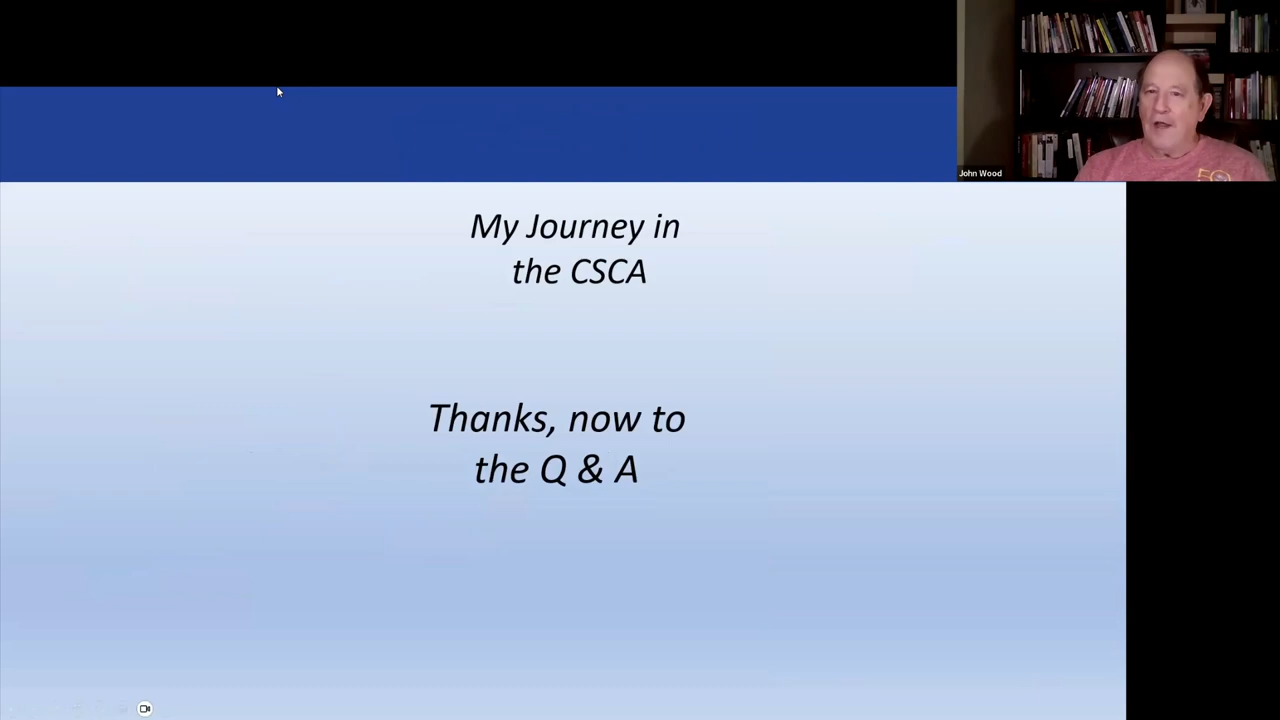 My Journey in
the CSCA
Thanks, now to
the Q & A
John Wood